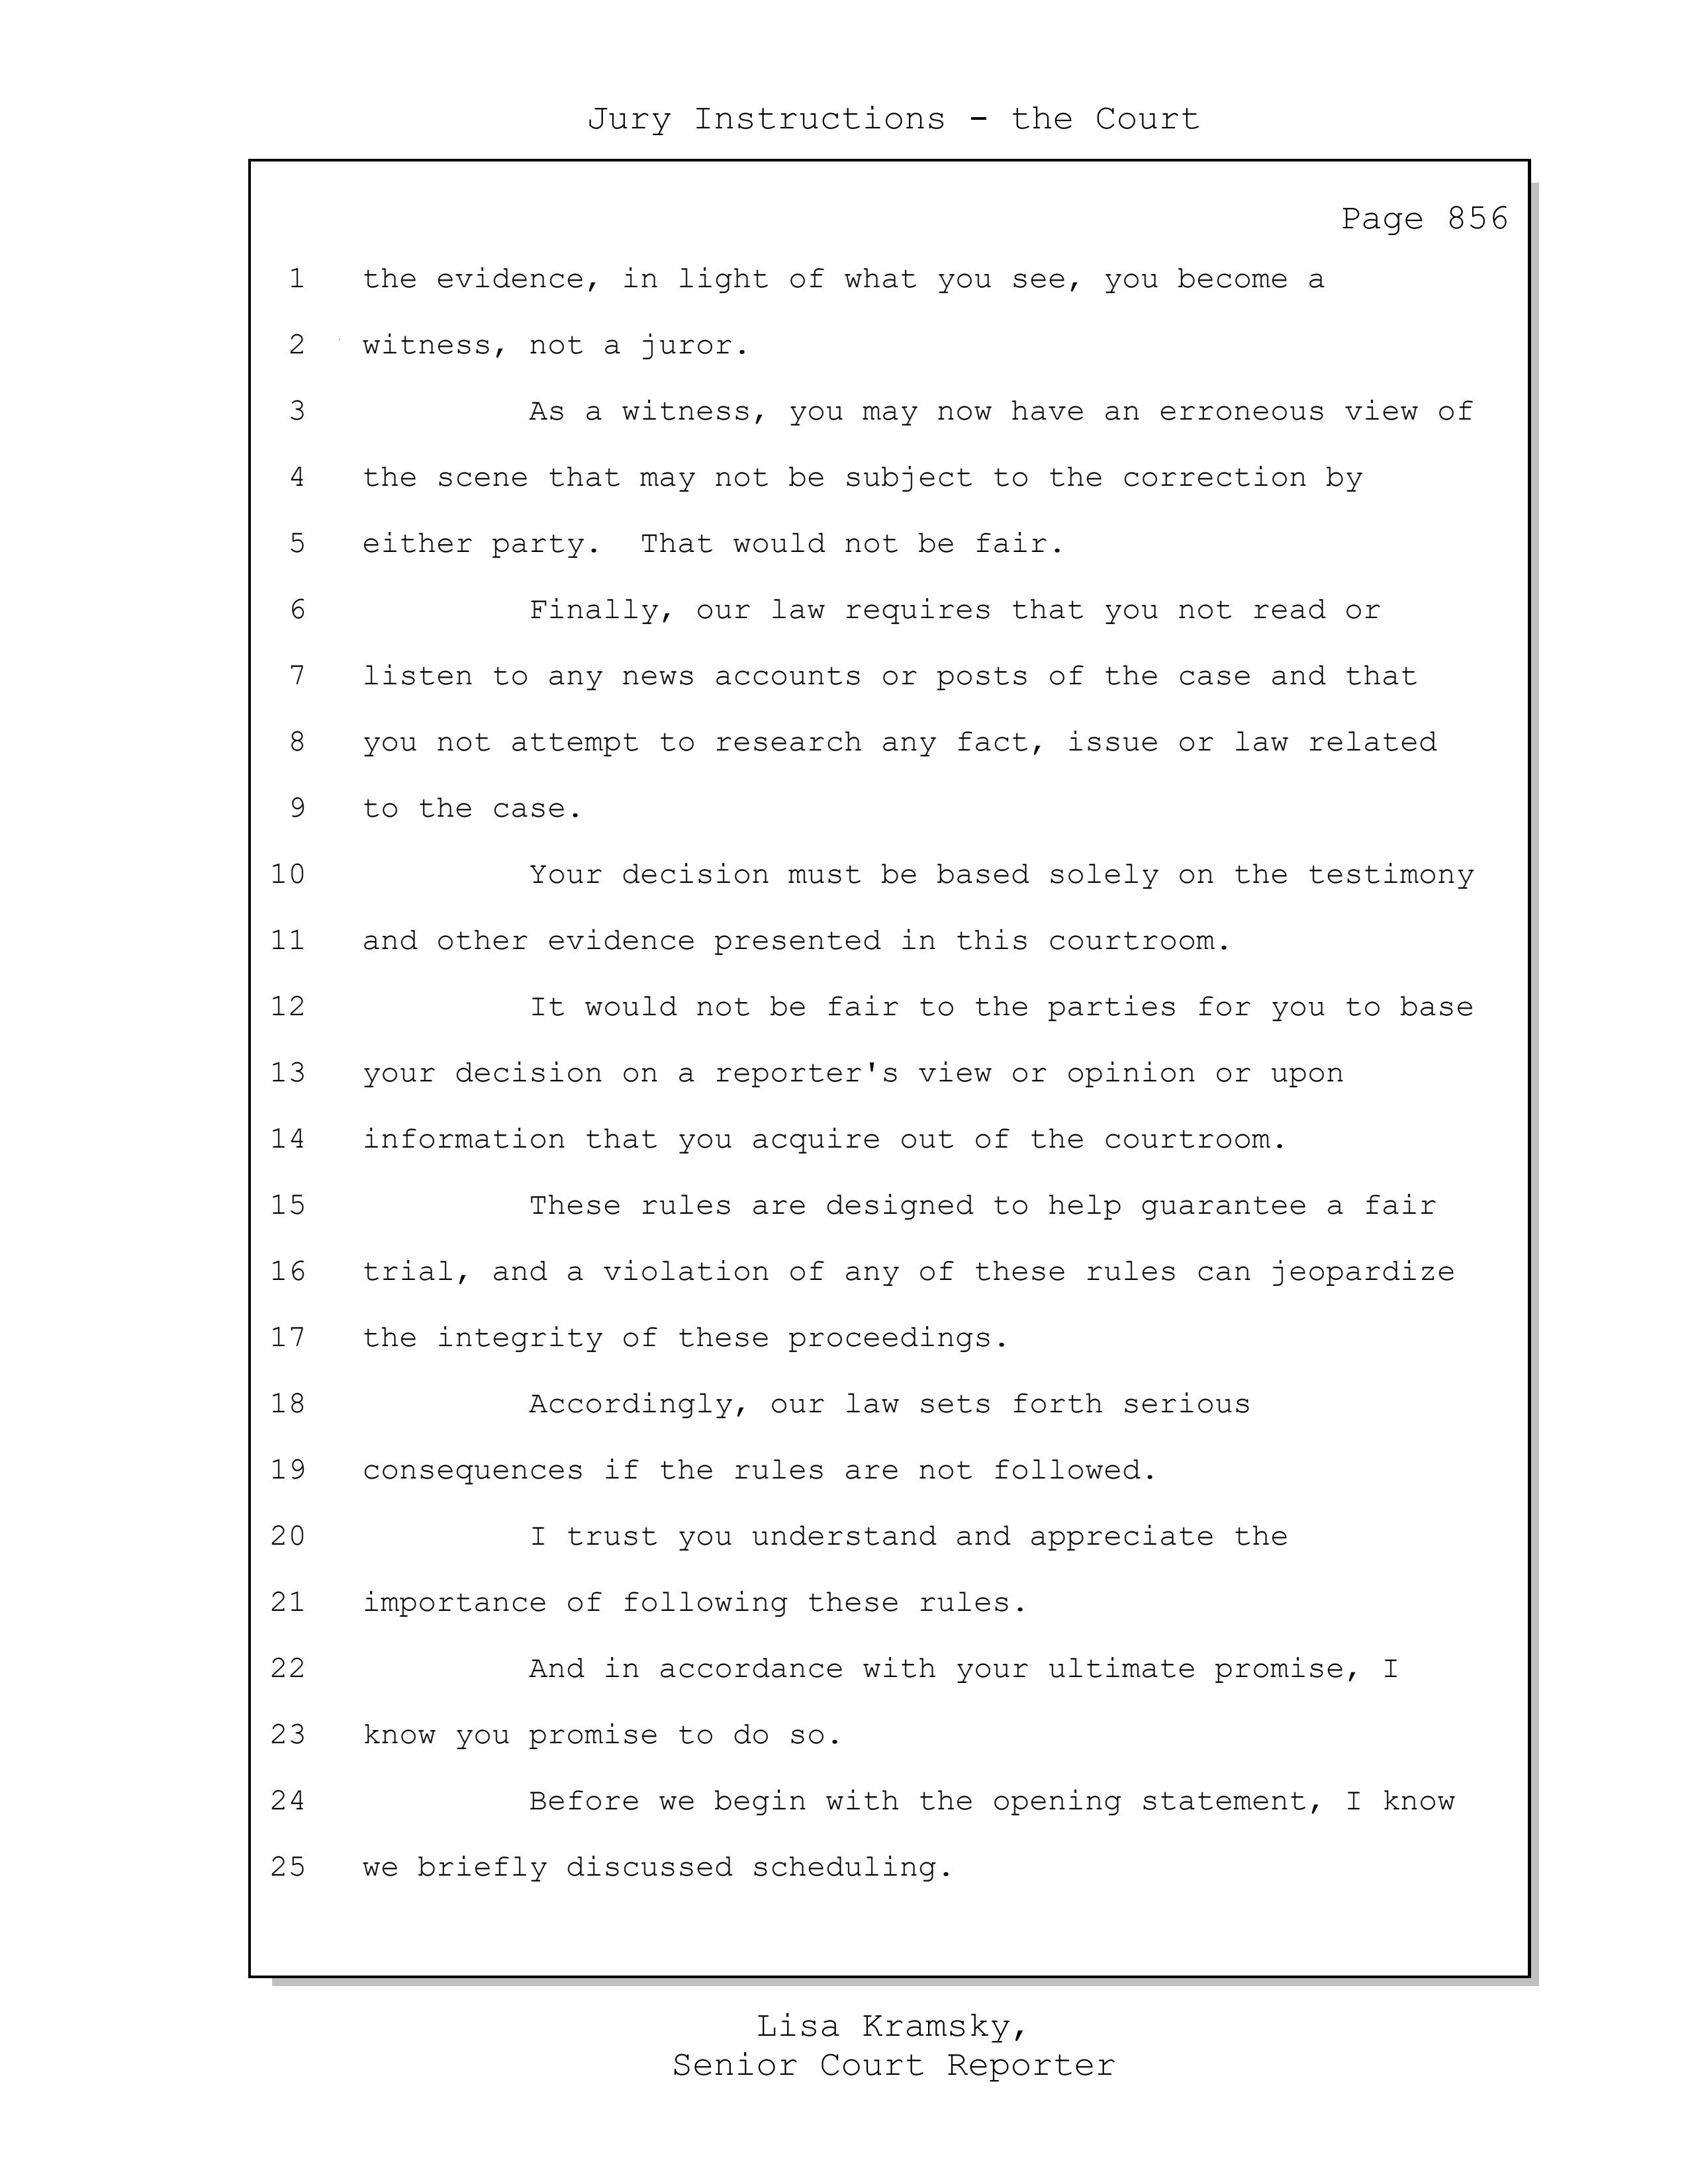 Jury Instructions - the Court
Page 856
1 the evidence, in light of what you see, you become a
2 witness, not a juror.
3 As a witness, you may now have an erroneous view of
4 the scene that may not be subject to the correction by
5 either party. That would not be fair.
6 Finally, our law requires that you not read or
7 listen to any news accounts or posts of the case and that
8 you not attempt to research any fact, issue or law related
9 to the case.
10 Your decision must be based solely on the testimony
11 and other evidence presented in this courtroom.
12 It would not be fair to the parties for you to base
13 your decision on a reporter's view or opinion or upon
14 information that you acquire out of the courtroom.
15 These rules are designed to help guarantee a fair
16 trial, and a violation of any of these rules can jeopardize
17 the integrity of these proceedings.
18 Accordingly, our law sets forth serious
19 consequences if the rules are not followed.
20 I trust you understand and appreciate the
21 importance of following these rules.
22 And in accordance with your ultimate promise, I
23 know you promise to do so.
24 Before we begin with the opening statement, I know
25 we briefly discussed scheduling.
Lisa Kramsky,
Senior Court Reporter